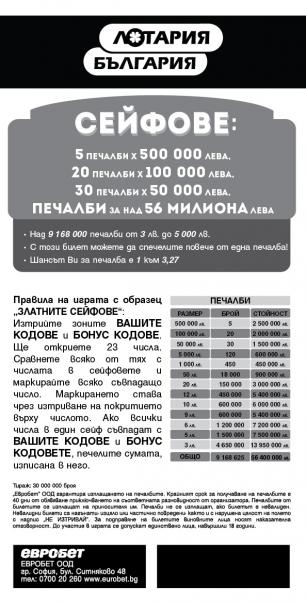 ЛОТАРИЯ
БЪЛГАРИЯ
СЕЙФОВЕ:
5 ПЕЧАЛБИ X 500 000 ЛЕВА.
20 ПЕЧАЛБИ X 100 000 ЛЕВА.
30 ПЕЧАЛБИ X 50 000 ЛЕВА.
ПЕЧАЛБИ ЗА НАД 56 МИЛИОНА ЛЕВА
· Над 9 168 000 печалби от 3 лв. до 5 000 лв.
· С този билет можете да спечелите повече от една печалба!
· Шансът Ви за печалба е 1 към 3,27
Правила на играта с образец
„ЗЛАТНИТЕ СЕЙФОВЕ“:
Изтрийте зоните ВАШИТЕ
КОДОВЕ и БОНУС КОДОВЕ.
Ще откриете 23 числа.
Сравнете всяко от тях с
числата в сейфовете и
маркирайте всяко съвпадащо
число. Маркирането става
чрез изтриване на покритието
върху числото. Ако всички
числа в един сейф съвпадат с
ВАШИТЕ КОДОВЕ и БОНУС
КОДОВЕТЕ, печелите сумата,
изписана в него.
ПЕЧАЛБИ
РАЗМЕР БРОЙ СТОЙНОСТ
500 000 лв. 5 2 500 000 лв.
100 000 лв. 20 2 000 000 лв.
50 000 лв. 30 1 500 000 лв.
5 000 лв. 120 600 000 лв.
1 000 лв. 450 450 000 лв.
50 лв. 18 000 900 000 лв.
20 лв. 150 000 3 000 000 лв.
12 лв. 450 000 5 400 000 лв.
10 лв. 600 000 6 000 000 лв.
9 лв. 600 000 5 400 000 лв.
6 лв. 1 200 000 7 200 000 лв.
5 лв. 1 500 000 7 500 000 лв.
3 лв. 4 650 000 13 950 000 лв.
ОБЩО 9 168 625 56 400 000 лв.
Тираж: 30 000 000 броя
„Евробет“ ООД гарантира изплащането на печалбите. Крайният срок за получаване на печалбите е
60 дни от обявяване приключването на съответната разновидност от организатора. Печалбите от
билетите се изплащат на приносителя им. Печалби не се изплащат, ако билетът е невалиден.
Невалидни билети са напълно изцяло или частично повредени както и с нарушена цялост на полето
с надпис „НЕ ИЗТРИВАЙ“. За подправяне на билетите виновните лица носят наказателна
отговорност. До участия в играта се допускат единствено лица, навършили 18 години.
ЕВРОБЕТ
ЕВРОБЕТ ООД
гр. София, бул. Ситняково 48
тел: 0700 20 260 www.eurobet.bg